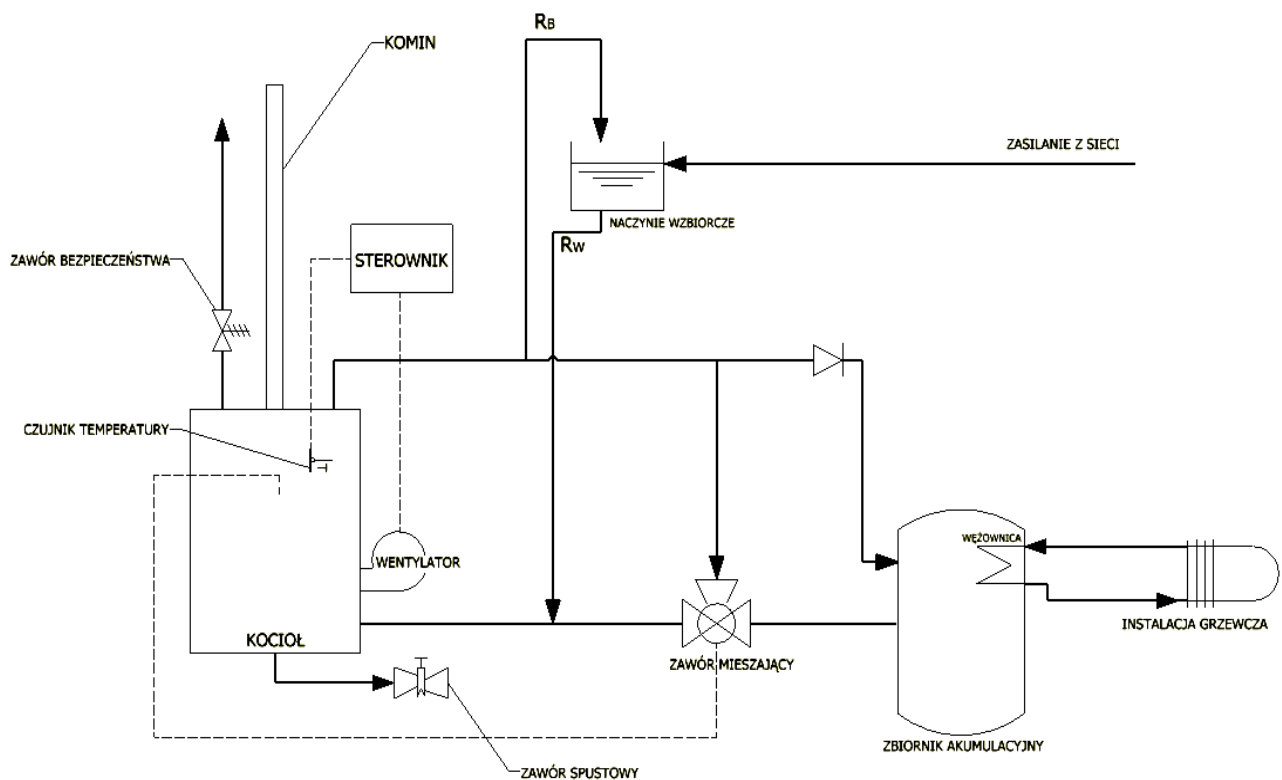 RB
KOMIN
ZASILANIE Z SIECI
NACZYNIE WZBIORCZE
RW
STEROWNIK
ZAWÓR BEZPIECZEŃSTWA
CZUJNIK TEMPERATURY
WĘŻOWNICA
WENTYLATOR
INSTALACJA GRZEWCZA
KOCIOŁ
ZAWÓR MIESZAJĄCY
ZBIORNIK AKUMULACYJNY
ZAWÓR SPUSTOWY